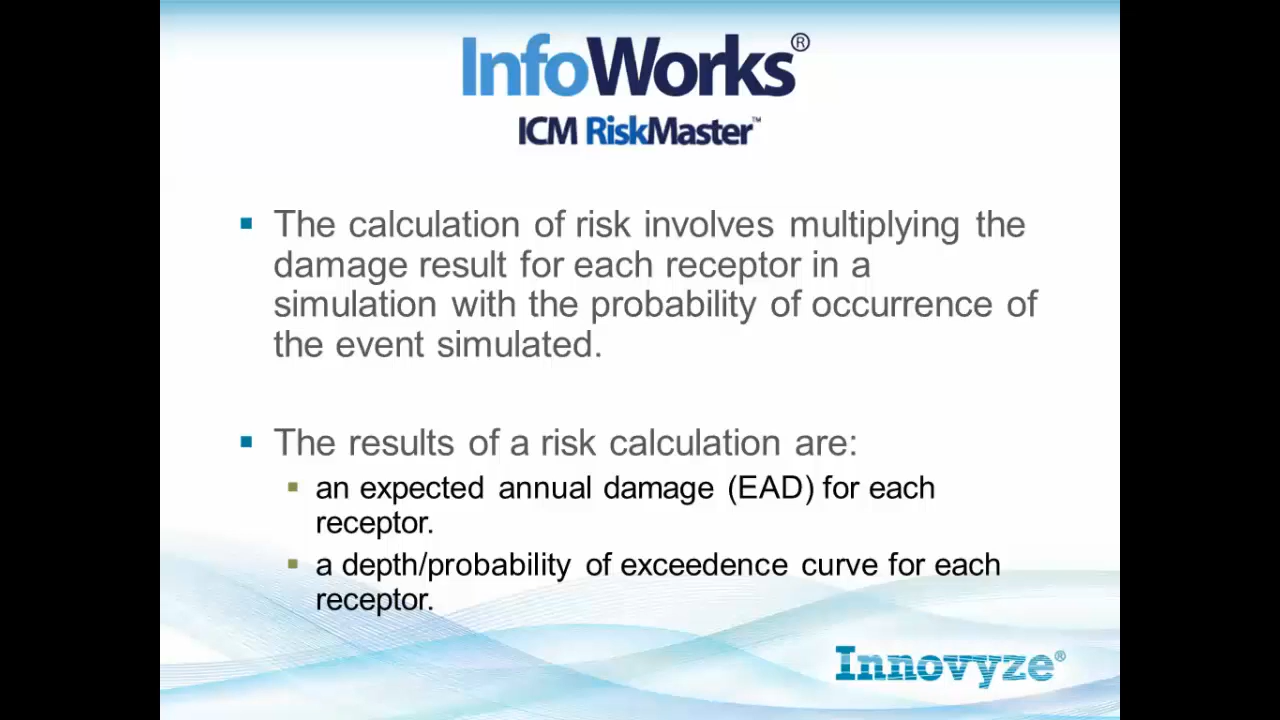 InfoWorks®
ICM RiskMaster™
▪ The calculation of risk involves multiplying the
damage result for each receptor in a
simulation with the probability of occurrence of
the event simulated.
▪ The results of a risk calculation are:
▪ an expected annual damage (EAD) for each
receptor.
▪ a depth/probability of exceedence curve for each
receptor.
Innovyze®